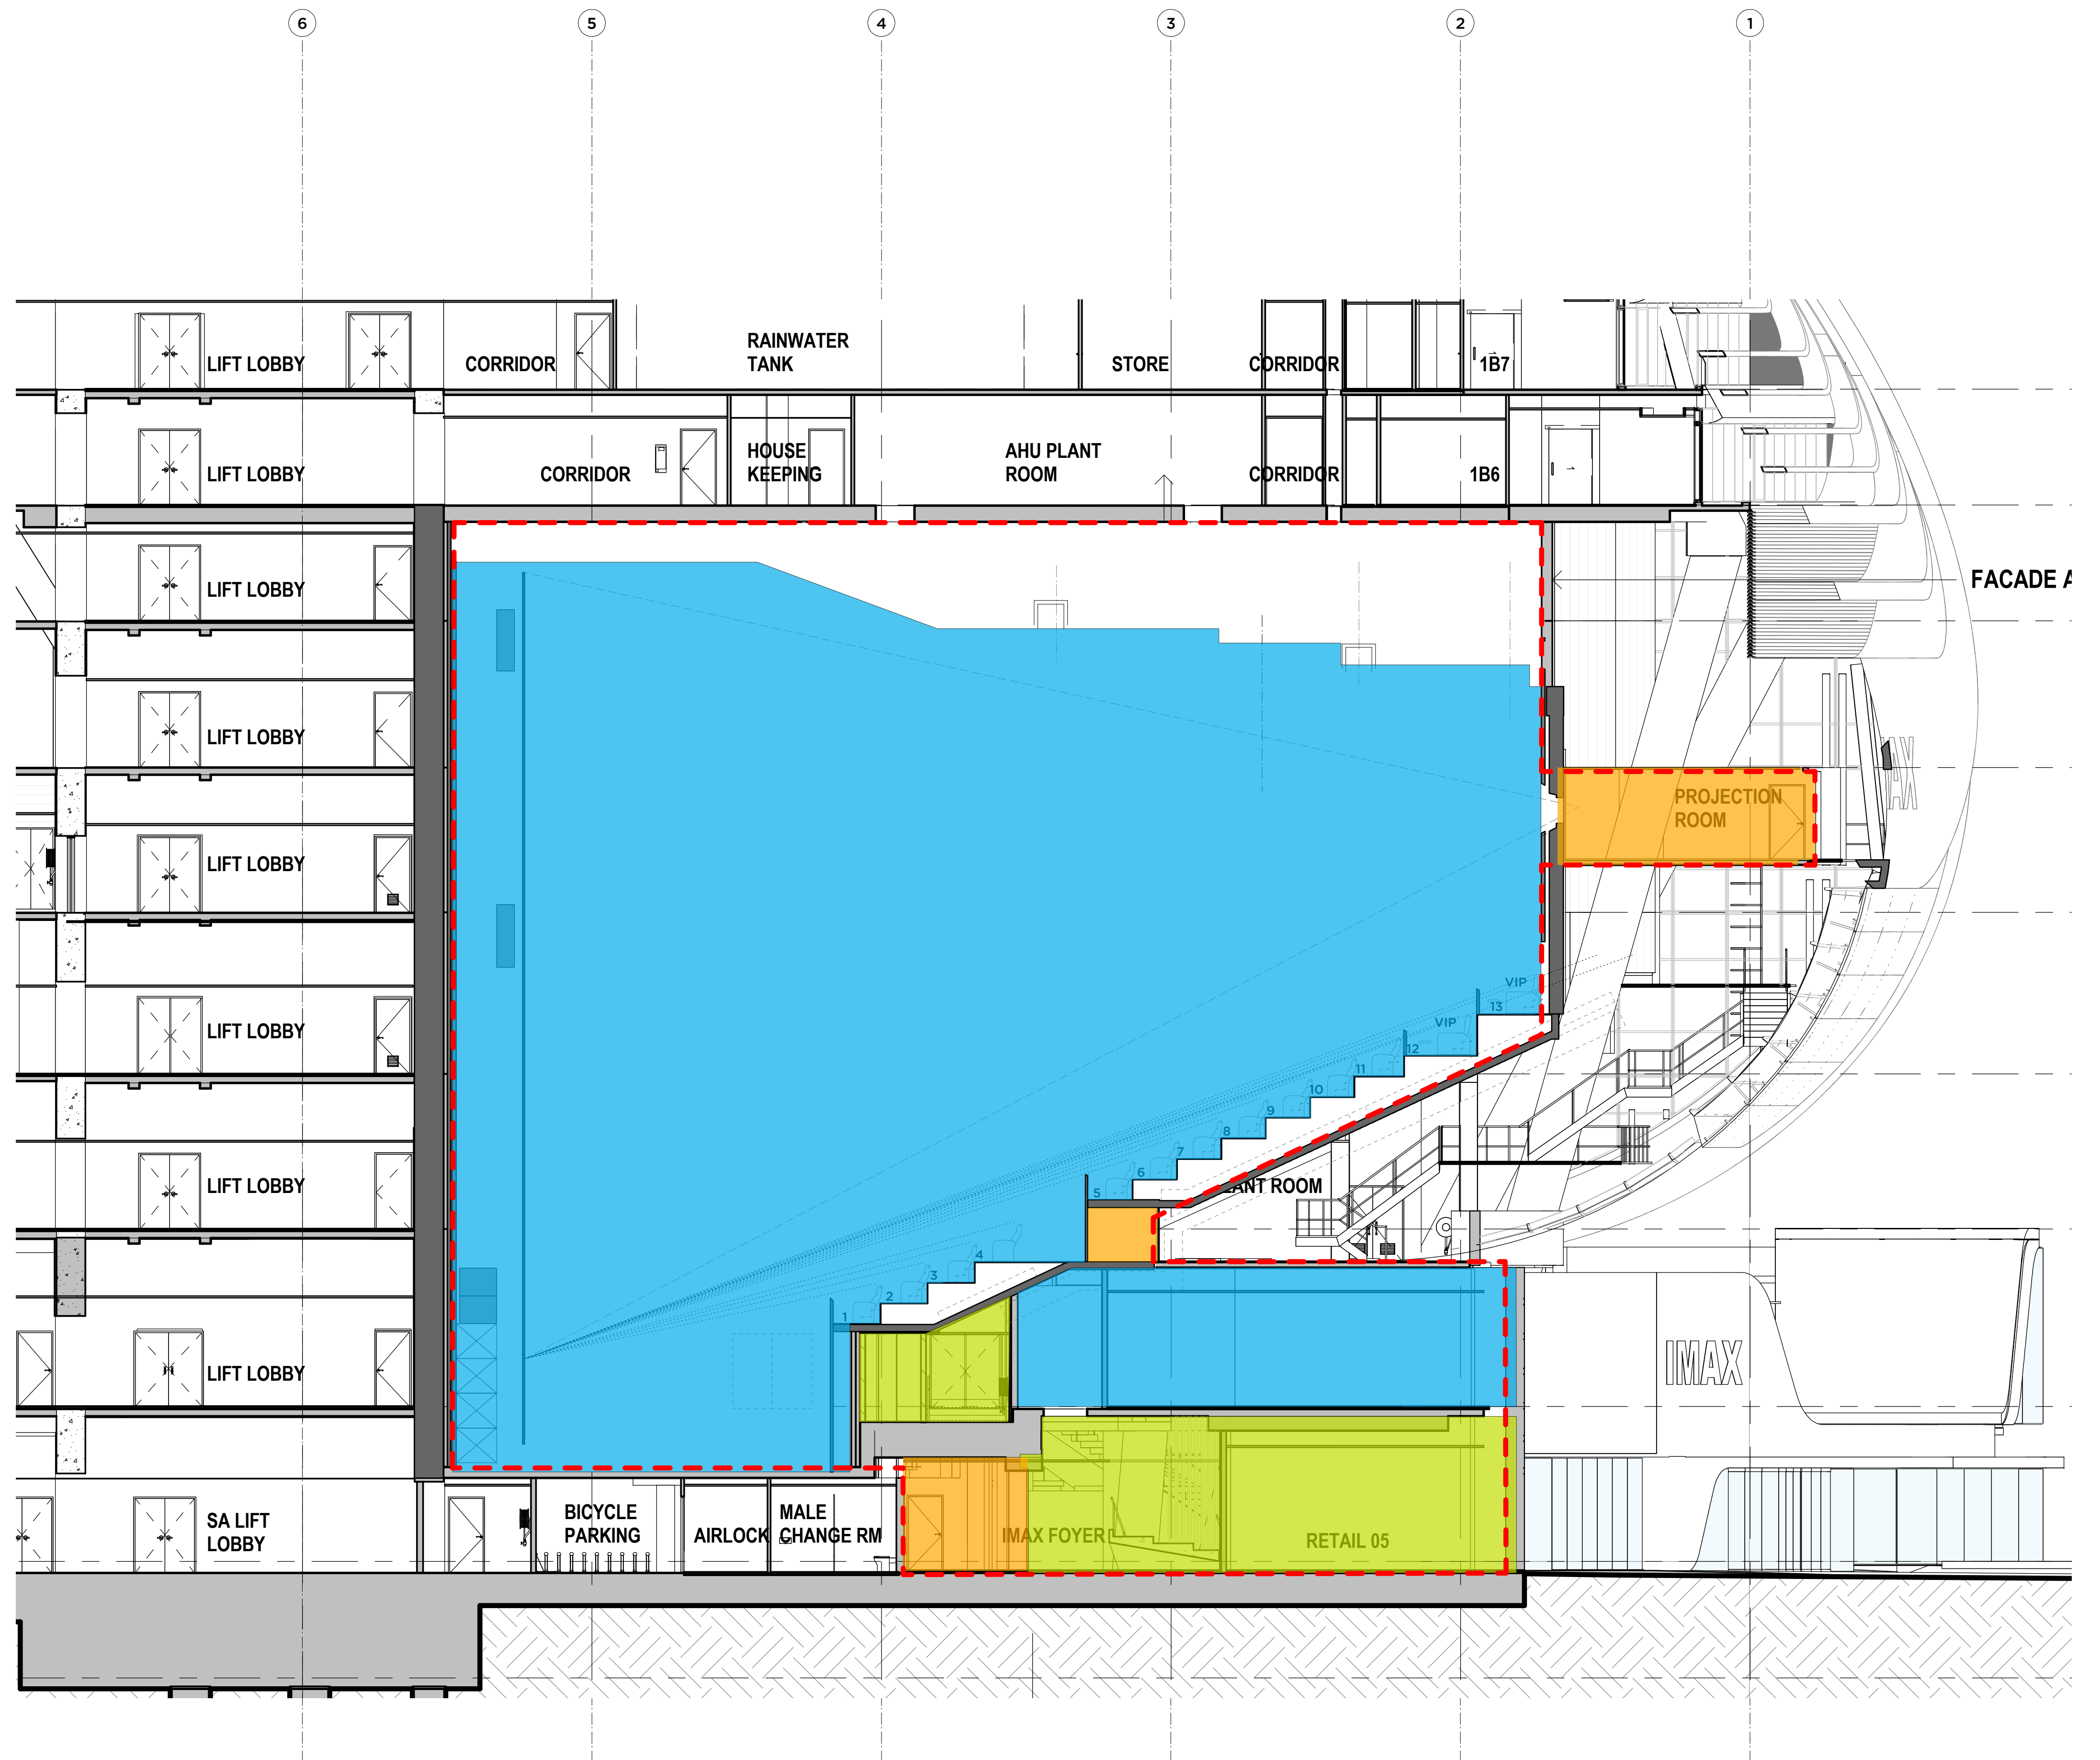 6 5 4 3 2 1
RAINWATER
TANK
LIFT LOBBY CORRIDOR STORE CORRIDOR 1B7
HOUSE
KEEPING
AHU PLANT
ROOM
LIFT LOBBY CORRIDOR CORRIDOR 1B6
LIFT LOBBY
FACADE A
LIFT LOBBY
AX
PROJECTION
ROOM
LIFT LOBBY
VIP
13
LIFT LOBBY
VIP
12
11
10
9
8
7
6
5
LIFT LOBBY
LANT ROOM
4
3
2
1
LIFT LOBBY
IMAX
SA LIFT
LOBBY
BICYCLE
PARKING
AIRLOCK
MALE
CHANGE RM
IMAX FOYER
RETAIL 05